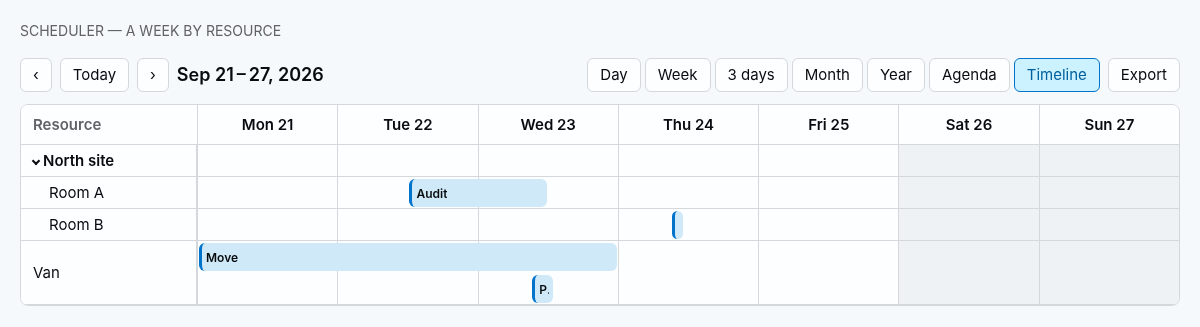 SCHEDULER — A WEEK BY RESOURCE
‹ Today › Sep 21 – 27, 2026 Day Week 3 days Month Year Agenda Timeline Export
Resource Mon 21 Tue 22 Wed 23 Thu 24 Fri 25 Sat 26 Sun 27
North site
Room A Audit
Room B
Move
Van
P.